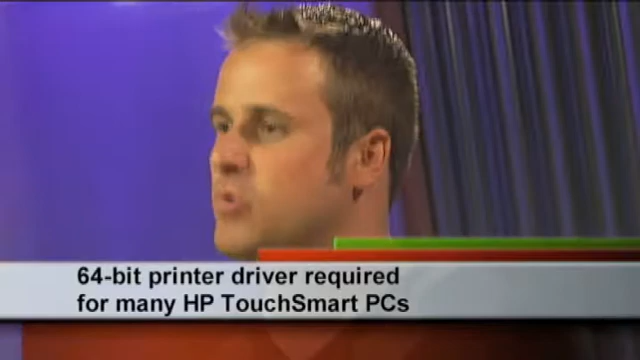 64-bit printer driver required
for many HP TouchSmart PCs